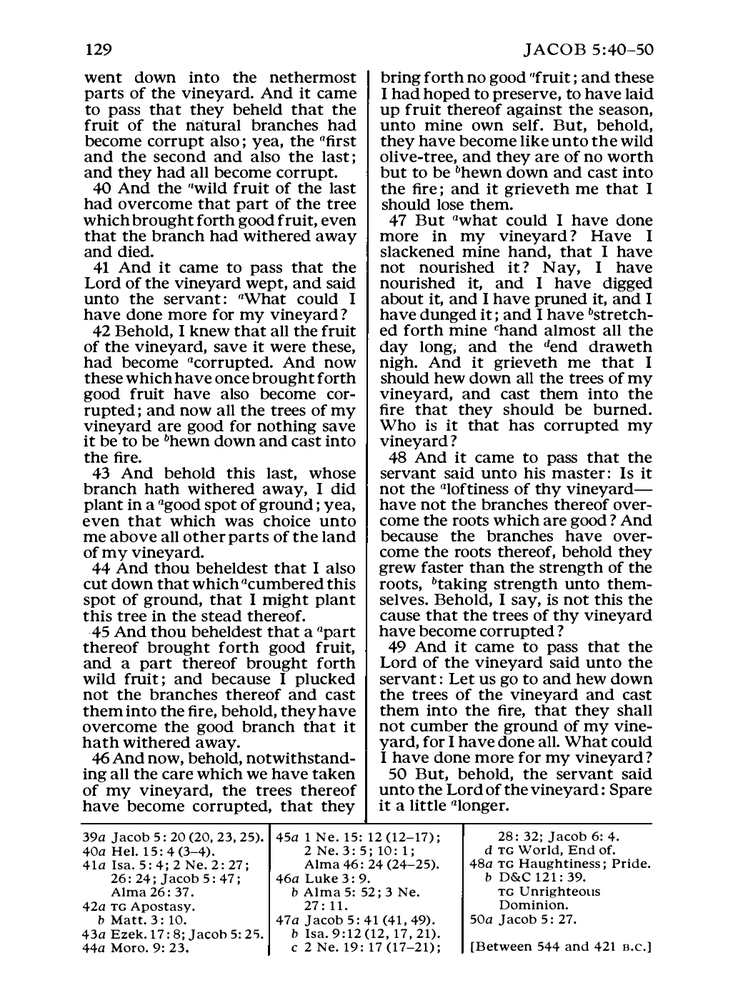 129
JACOB 5:40–50
went down into the nethermost
parts of the vineyard. And it came
to pass that they beheld that the
fruit of the natural branches had
become corrupt also; yea, the afirst
and the second and also the last;
and they had all become corrupt.
40 And the awild fruit of the last
had overcome that part of the tree
which brought forth good fruit, even
that the branch had withered away
and died.
41 And it came to pass that the
Lord of the vineyard wept, and said
unto the servant: aWhat could I
have done more for my vineyard?
42 Behold, I knew that all the fruit
of the vineyard, save it were these,
had become acorrupted. And now
these which have once brought forth
good fruit have also become cor-
rupted; and now all the trees of my
vineyard are good for nothing save
it be to be bhewn down and cast into
the fire.
43 And behold this last, whose
branch hath withered away, I did
plant in a agood spot of ground; yea,
even that which was choice unto
me above all other parts of the land
of my vineyard.
44 And thou beheldest that I also
cut down that which acumbered this
spot of ground, that I might plant
this tree in the stead thereof.
45 And thou beheldest that a apart
thereof brought forth good fruit,
and a part thereof brought forth
wild fruit; and because I plucked
not the branches thereof and cast
them into the fire, behold, they have
overcome the good branch that it
hath withered away.
46 And now, behold, notwithstand-
ing all the care which we have taken
of my vineyard, the trees thereof
have become corrupted, that they
bring forth no good afruit; and these
I had hoped to preserve, to have laid
up fruit thereof against the season,
unto mine own self. But, behold,
they have become like unto the wild
olive-tree, and they are of no worth
but to be bhewn down and cast into
the fire; and it grieveth me that I
should lose them.
47 But awhat could I have done
more in my vineyard? Have I
slackened mine hand, that I have
not nourished it? Nay, I have
nourished it, and I have digged
about it, and I have pruned it, and I
have dunged it; and I have bstretch-
ed forth mine chand almost all the
day long, and the dend draweth
nigh. And it grieveth me that I
should hew down all the trees of my
vineyard, and cast them into the
fire that they should be burned.
Who is it that has corrupted my
vineyard?
48 And it came to pass that the
servant said unto his master: Is it
not the aloftiness of thy vineyard—
have not the branches thereof over-
come the roots which are good? And
because the branches have over-
come the roots thereof, behold they
grew faster than the strength of the
roots, btaking strength unto them-
selves. Behold, I say, is not this the
cause that the trees of thy vineyard
have become corrupted?
49 And it came to pass that the
Lord of the vineyard said unto the
servant: Let us go to and hew down
the trees of the vineyard and cast
them into the fire, that they shall
not cumber the ground of my vine-
yard, for I have done all. What could
I have done more for my vineyard?
50 But, behold, the servant said
unto the Lord of the vineyard: Spare
it a little alonger.
39a Jacob 5:20 (20, 23, 25).
40a Hel. 15:4 (3–4).
41a Isa. 5:4; 2 Ne. 2:27;
26:24; Jacob 5:47;
Alma 26:37.
42a TG Apostasy.
b Matt. 3:10.
43a Ezek. 17:8; Jacob 5:25.
44a Moro. 9:23.
45a 1 Ne. 15:12 (12–17);
2 Ne. 3:5; 10:1;
Alma 46:24 (24–25).
46a Luke 3:9.
b Alma 5:52; 3 Ne.
27:11.
47a Jacob 5:41 (41, 49).
b Isa. 9:12 (12, 17, 21).
c 2 Ne. 19:17 (17–21);
28:32; Jacob 6:4.
d TG World, End of.
48a TG Haughtiness; Pride.
b D&C 121:39.
TG Unrighteous
Dominion.
50a Jacob 5:27.
[Between 544 and 421 B.C.]